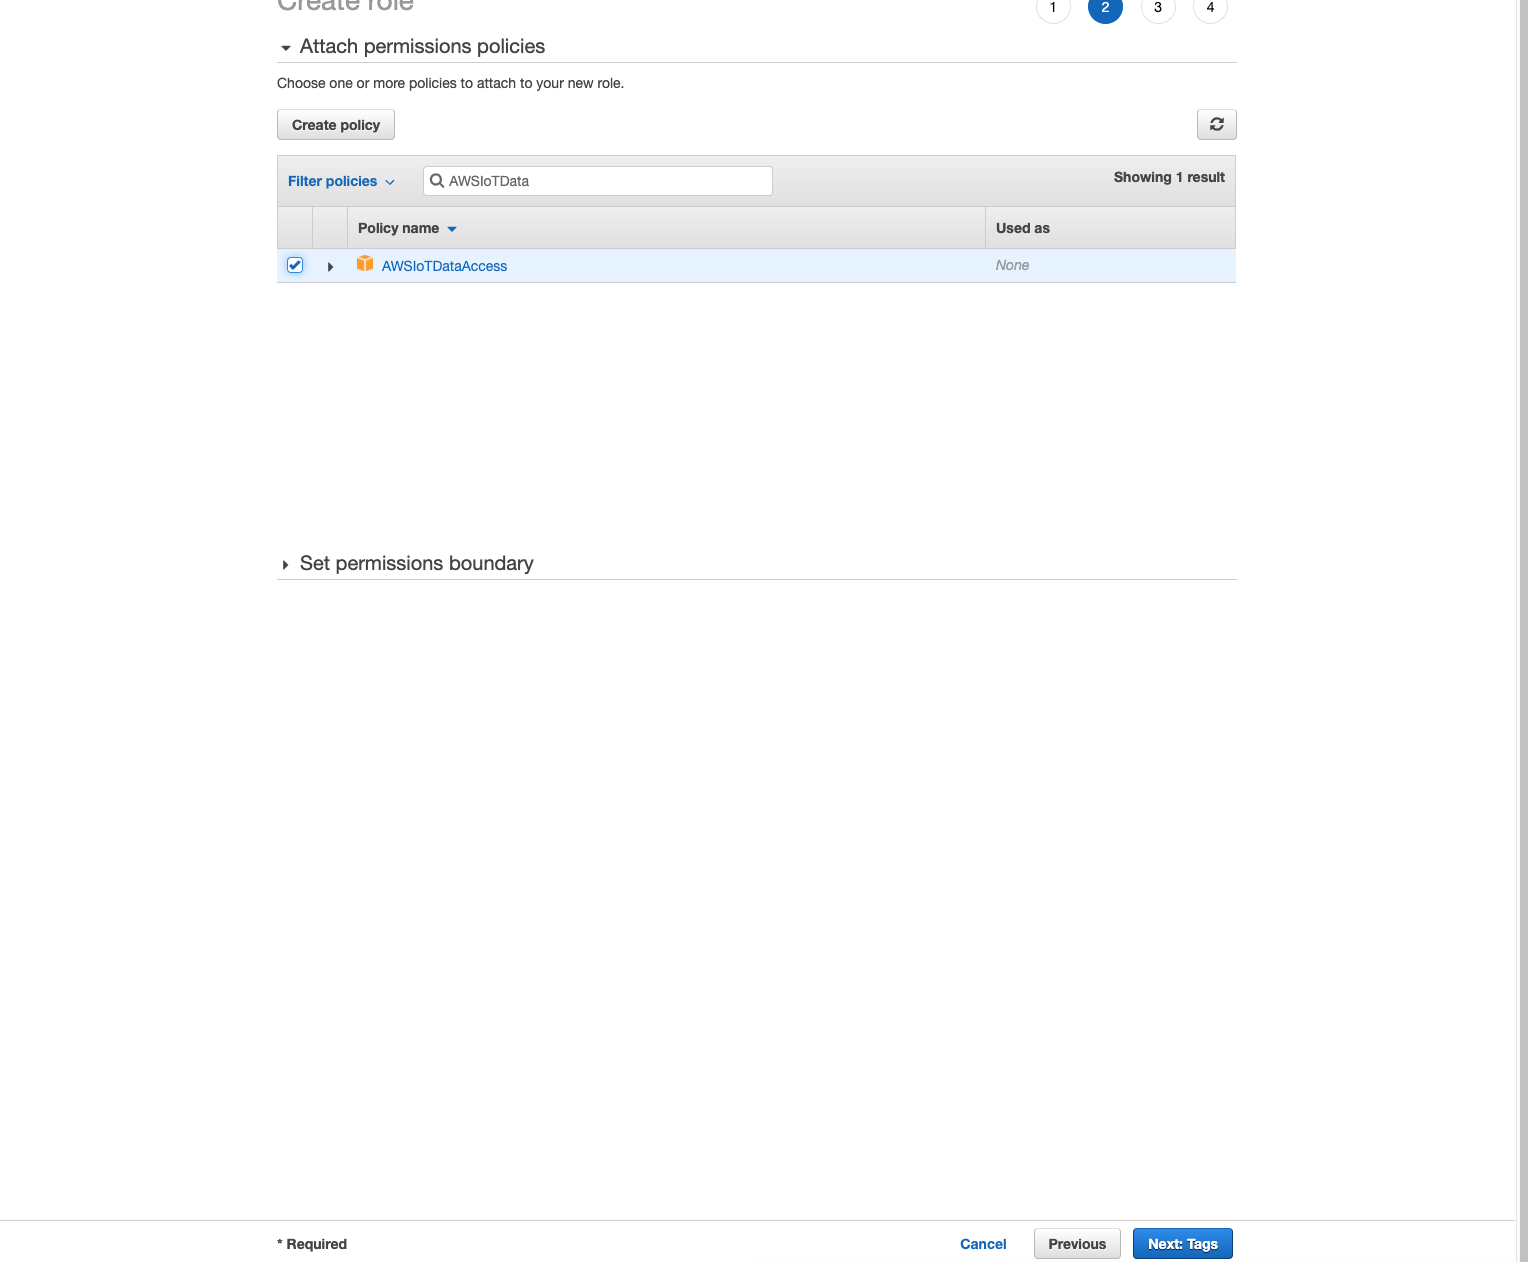 Create role
1 2 3 4
Attach permissions policies
Choose one or more policies to attach to your new role.
Create policy
Filter policies AWSIoTData Showing 1 result
Policy name Used as
AWSIoTDataAccess None
Set permissions boundary
* Required Cancel Previous Next: Tags